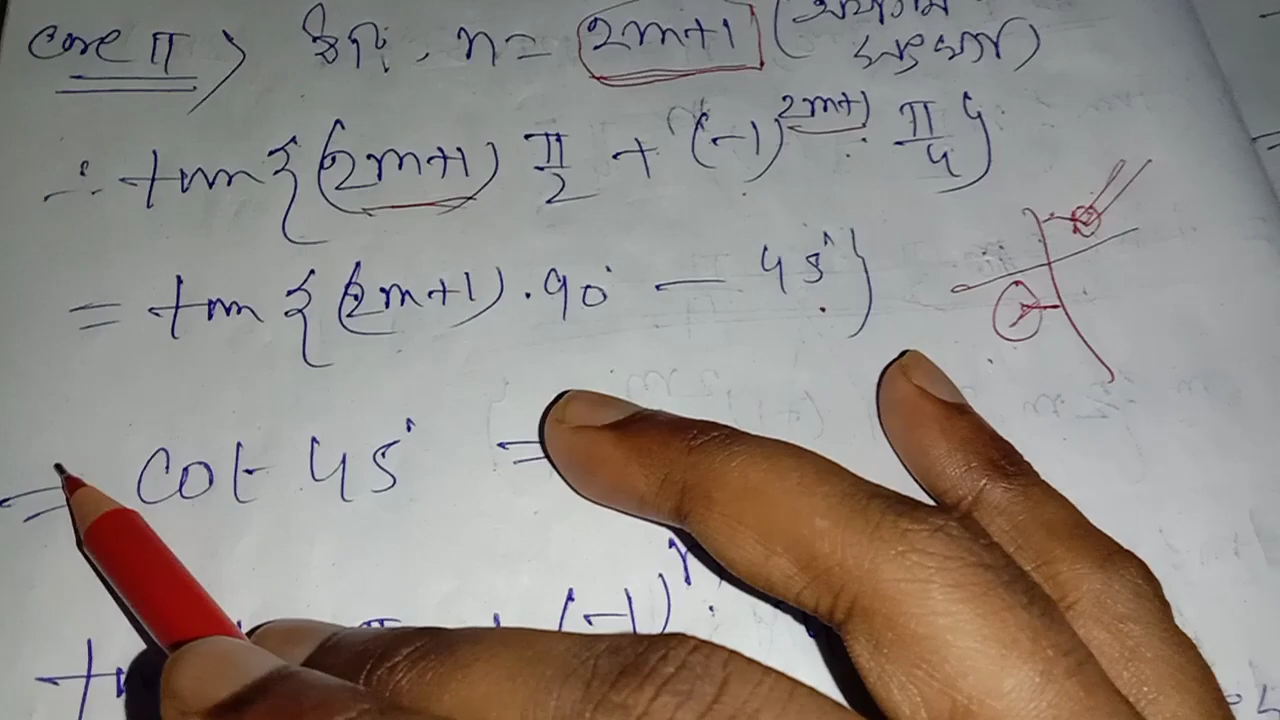 Case II > যদি, n = 2m+1 (
∴ tan{(2m+1) π/2 + (-1)^(2m+1) · π/4}
= tan{(2m+1)·90° - 45°}
= cot 45° =
(-1)